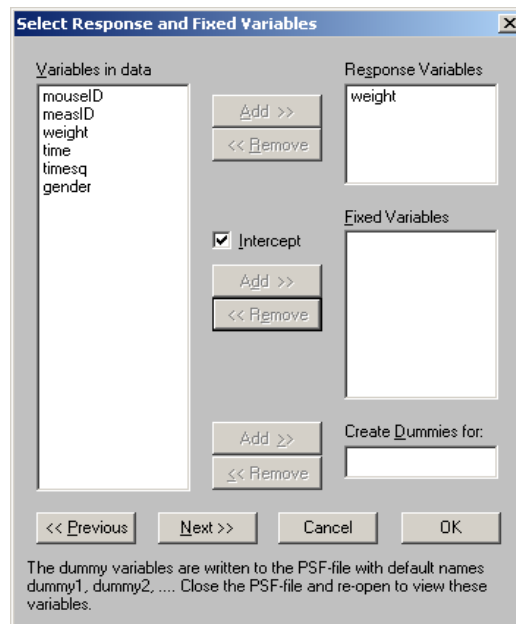 Select Response and Fixed Variables
Variables in data
mouseID
measID
weight
time
timesq
gender
Add >>
<< Remove
Response Variables
weight
Intercept
Add >>
<< Remove
Fixed Variables
Add >>
<< Remove
Create Dummies for:
<< Previous
Next >>
Cancel
OK
The dummy variables are written to the PSF-file with default names
dummy1, dummy2, .... Close the PSF-file and re-open to view these
variables.